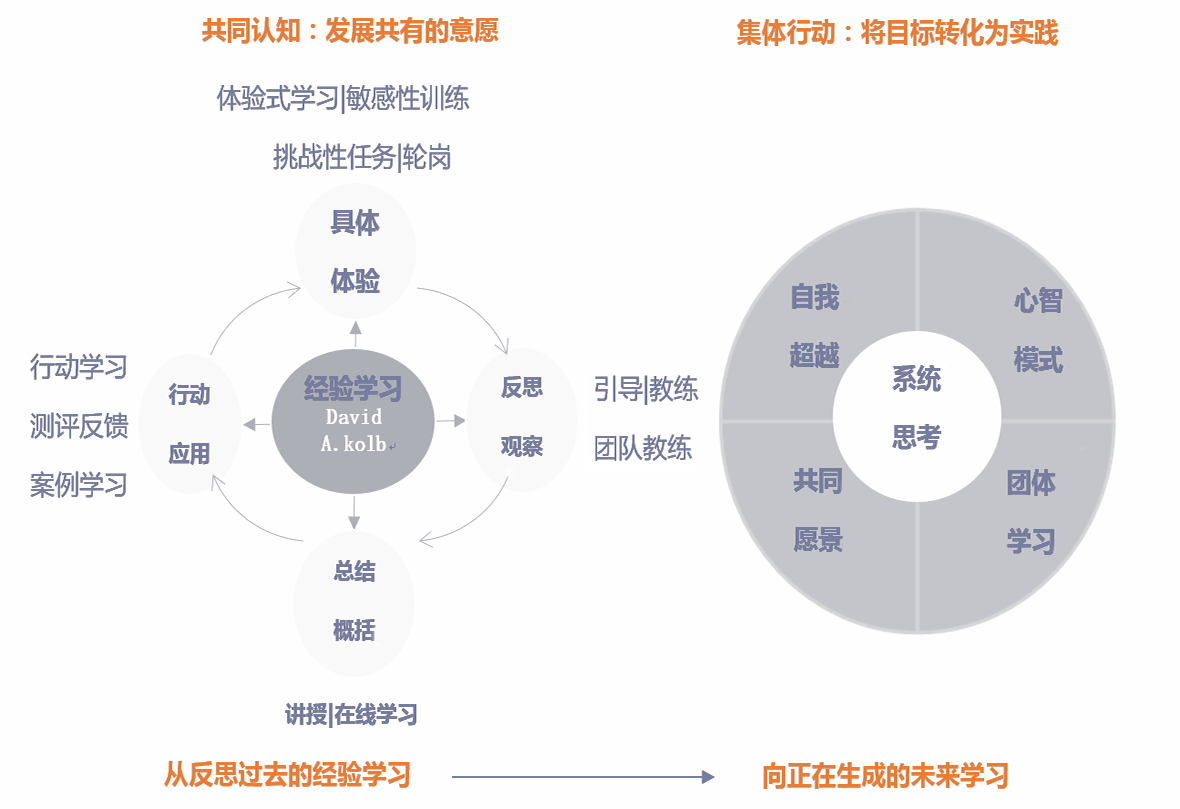 共同认知：发展共有的意愿
集体行动：将目标转化为实践
体验式学习|敏感性训练
挑战性任务|轮岗
具体
体验
行动学习
测评反馈
案例学习
行动
应用
经验学习
David
A.kolb
反思
观察
引导|教练
团队教练
总结
概括
讲授|在线学习
自我
超越
心智
模式
系统
思考
共同
愿景
团体
学习
从反思过去的经验学习
向正在生成的未来学习